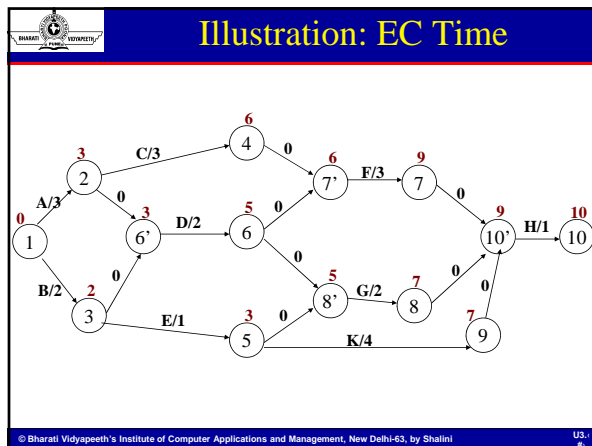 BHARATI VIDYAPEETH
PUNE
Illustration: EC Time
6
3 C/3 4 0 6 9
2 7’ F/3 7
A/3 0 5 0 0
0 3 D/2 9 10
1 6’ 6 10’ H/1 10
B/2 0 0 5 7 0
2 8’ G/2 8 0
3 E/1 3 0 7 9
5 K/4
© Bharati Vidyapeeth’s Institute of Computer Applications and Management, New Delhi-63, by Shalini
U3.
#